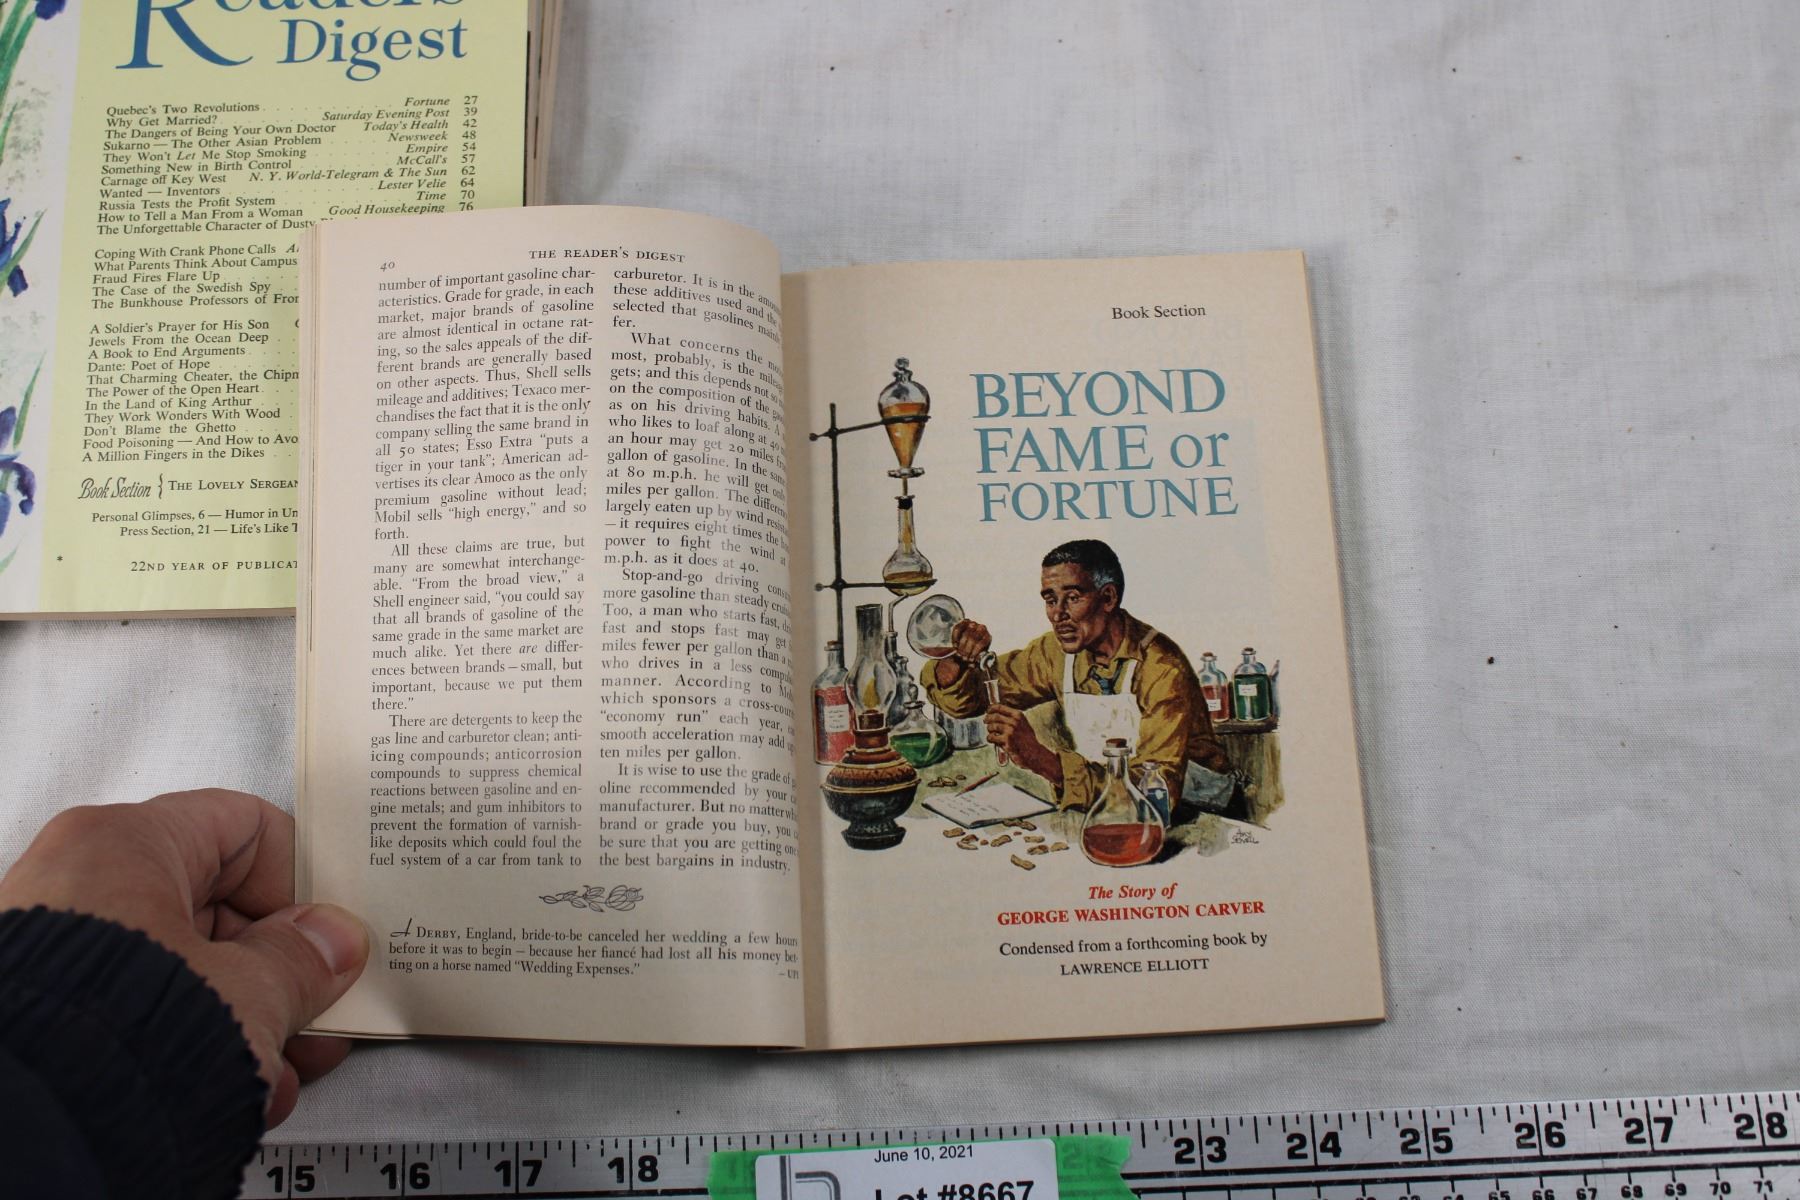 Reader's
Digest
Quebec's Two Revolutions . . . . . . . . . . Fortune 27
Why Get Married? . . . . . . Saturday Evening Post 39
The Dangers of Being Your Own Doctor Today's Health 42
Sukarno — The Other Asian Problem . . . . . Newsweek 48
They Won't Let Me Stop Smoking . . . . . . Empire 54
Something New in Birth Control . . . . . . McCall's 57
Carnage off Key West N. Y. World-Telegram & The Sun 62
Wanted — Inventors . . . . . . . . . . Lester Velie 64
Russia Tests the Profit System . . . . . . . . Time 70
How to Tell a Man From a Woman Good Housekeeping 76
The Unforgettable Character of Dusty
Coping With Crank Phone Calls
What Parents Think About Campus
Fraud Fires Flare Up
The Case of the Swedish Spy
The Bunkhouse Professors of
A Soldier's Prayer for His Son
Jewels From the Ocean Deep
A Book to End Arguments
Dante: Poet of Hope
That Charming Cheater, the
The Power of the Open Heart
In the Land of King Arthur
They Work Wonders With Wood
Don't Blame the Ghetto
Food Poisoning — And How to
A Million Fingers in the Dikes
Book Section { THE LOVELY
Personal Glimpses, 6 — Humor in
Press Section, 21 — Life's Like
* 22ND YEAR OF
40 THE READER'S DIGEST
number of important gasoline char-
acteristics. Grade for grade, in each
market, major brands of gasoline
are almost identical in octane rat-
ing, so the sales appeals of the dif-
ferent brands are generally based
on other aspects. Thus, Shell sells
mileage and additives; Texaco mer-
chandises the fact that it is the only
company selling the same brand in
all 50 states; Esso Extra "puts a
tiger in your tank"; American ad-
vertises its clear Amoco as the only
premium gasoline without lead;
Mobil sells "high energy," and so
forth.
All these claims are true, but
many are somewhat interchange-
able. "From the broad view," a
Shell engineer said, "you could say
that all brands of gasoline of the
same grade in the same market are
much alike. Yet there are differ-
ences between brands – small, but
important, because we put them
there."
There are detergents to keep the
gas line and carburetor clean; anti-
icing compounds; anticorrosion
compounds to suppress chemical
reactions between gasoline and en-
gine metals; and gum inhibitors to
prevent the formation of varnish-
like deposits which could foul the
fuel system of a car from tank to
carburetor. It is in the
these additives used and the
selected that gasolines
fer.
What concerns the
most, probably, is the
gets; and this depends not so
on the composition of the
as on his driving habits. A
who likes to loaf along at 40
an hour may get 20 miles
gallon of gasoline. In the
at 80 m.p.h. he will get
miles per gallon. The
largely eaten up by wind
– it requires eight times the
power to fight the wind at
m.p.h. as it does at 40.
Stop-and-go driving
more gasoline than steady
Too, a man who starts fast,
fast and stops fast may get
miles fewer per gallon than a
who drives in a less
manner. According to
which sponsors a
"economy run" each year,
smooth acceleration may add
ten miles per gallon.
It is wise to use the grade of
oline recommended by your
manufacturer. But no matter
brand or grade you buy, you
be sure that you are getting one
the best bargains in industry.
A DERBY, England, bride-to-be canceled her wedding a few hours
before it was to begin – because her fiancé had lost all his money bet-
ting on a horse named "Wedding Expenses." – UPI
Book Section
BEYOND
FAME or
FORTUNE
The Story of
GEORGE WASHINGTON CARVER
Condensed from a forthcoming book by
LAWRENCE ELLIOTT
15 16 17 18 22 23 24 25 26 27 28
65 66 67 68 69 70 71
June 10, 2021
Lot #8667